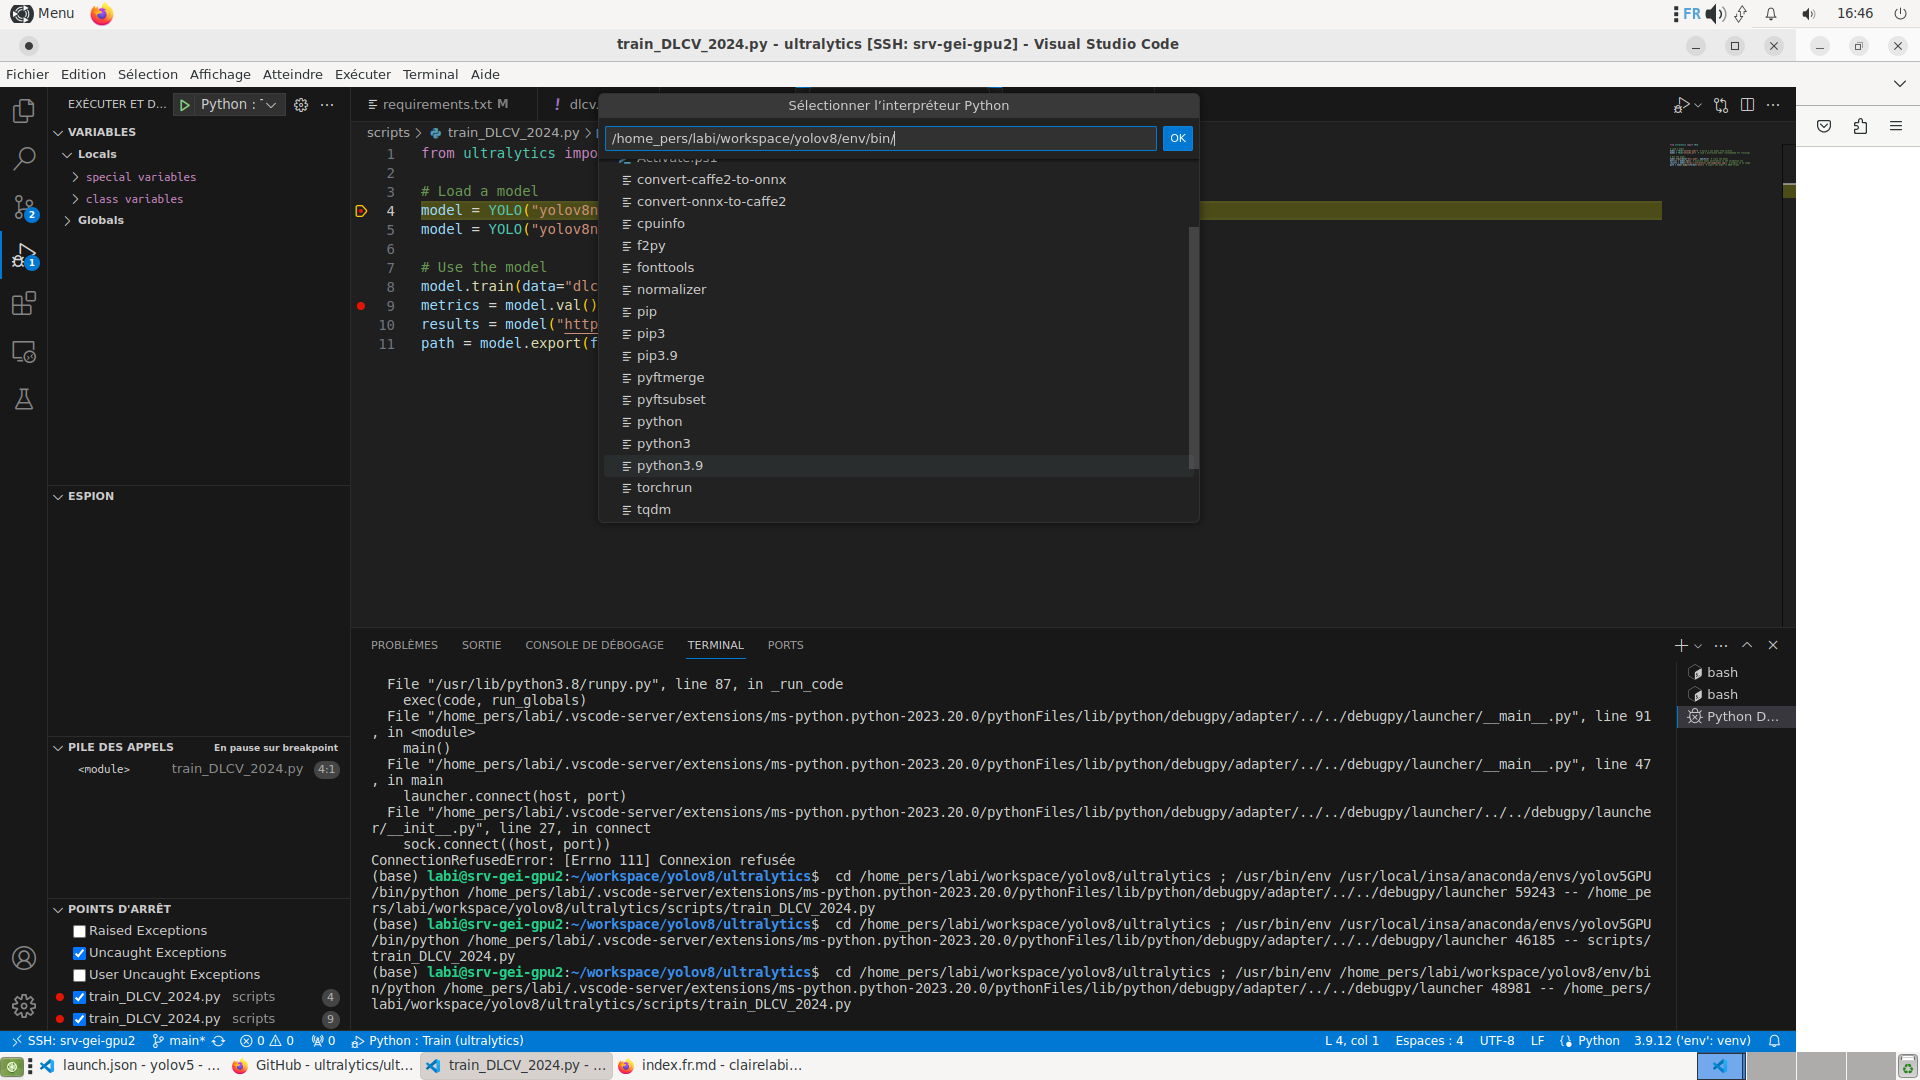 Menu
FR
16:46
train_DLCV_2024.py - ultralytics [SSH: srv-gei-gpu2] - Visual Studio Code
Fichier Edition Sélection Affichage Atteindre Exécuter Terminal Aide
EXÉCUTER ET D... Python :
requirements.txt M
dlcv.
Sélectionner l’interpréteur Python
/home_pers/labi/workspace/yolov8/env/bin/
OK
VARIABLES
Locals
special variables
class variables
Globals
ESPION
PILE DES APPELS En pause sur breakpoint
<module> train_DLCV_2024.py 4:1
POINTS D'ARRÊT
Raised Exceptions
Uncaught Exceptions
User Uncaught Exceptions
train_DLCV_2024.py scripts 4
train_DLCV_2024.py scripts 9
2
1
scripts > train_DLCV_2024.py >
1 from ultralytics impo
2
3 # Load a model
4 model = YOLO("yolov8n
5 model = YOLO("yolov8n
6
7 # Use the model
8 model.train(data="dlc
9 metrics = model.val()
10 results = model("http
11 path = model.export(f
Activate.ps1
convert-caffe2-to-onnx
convert-onnx-to-caffe2
cpuinfo
f2py
fonttools
normalizer
pip
pip3
pip3.9
pyftmerge
pyftsubset
python
python3
python3.9
torchrun
tqdm
PROBLÈMES SORTIE CONSOLE DE DÉBOGAGE TERMINAL PORTS
File "/usr/lib/python3.8/runpy.py", line 87, in _run_code
exec(code, run_globals)
File "/home_pers/labi/.vscode-server/extensions/ms-python.python-2023.20.0/pythonFiles/lib/python/debugpy/adapter/../../debugpy/launcher/__main__.py", line 91
, in <module>
main()
File "/home_pers/labi/.vscode-server/extensions/ms-python.python-2023.20.0/pythonFiles/lib/python/debugpy/adapter/../../debugpy/launcher/__main__.py", line 47
, in main
launcher.connect(host, port)
File "/home_pers/labi/.vscode-server/extensions/ms-python.python-2023.20.0/pythonFiles/lib/python/debugpy/adapter/../../debugpy/launcher/../../debugpy/launche
r/__init__.py", line 27, in connect
sock.connect((host, port))
ConnectionRefusedError: [Errno 111] Connexion refusée
(base) labi@srv-gei-gpu2:~/workspace/yolov8/ultralytics$ cd /home_pers/labi/workspace/yolov8/ultralytics ; /usr/bin/env /usr/local/insa/anaconda/envs/yolov5GPU
/bin/python /home_pers/labi/.vscode-server/extensions/ms-python.python-2023.20.0/pythonFiles/lib/python/debugpy/adapter/../../debugpy/launcher 59243 -- /home_pe
rs/labi/workspace/yolov8/ultralytics/scripts/train_DLCV_2024.py
(base) labi@srv-gei-gpu2:~/workspace/yolov8/ultralytics$ cd /home_pers/labi/workspace/yolov8/ultralytics ; /usr/bin/env /usr/local/insa/anaconda/envs/yolov5GPU
/bin/python /home_pers/labi/.vscode-server/extensions/ms-python.python-2023.20.0/pythonFiles/lib/python/debugpy/adapter/../../debugpy/launcher 46185 -- scripts/
train_DLCV_2024.py
(base) labi@srv-gei-gpu2:~/workspace/yolov8/ultralytics$ cd /home_pers/labi/workspace/yolov8/ultralytics ; /usr/bin/env /home_pers/labi/workspace/yolov8/env/bi
n/python /home_pers/labi/.vscode-server/extensions/ms-python.python-2023.20.0/pythonFiles/lib/python/debugpy/adapter/../../debugpy/launcher 48981 -- /home_pers/
labi/workspace/yolov8/ultralytics/scripts/train_DLCV_2024.py
bash
bash
Python D...
SSH: srv-gei-gpu2 main* 0 0 0 Python : Train (ultralytics)
L 4, col 1 Espaces : 4 UTF-8 LF Python 3.9.12 ('env': venv)
launch.json - yolov5 - ...
GitHub - ultralytics/ult...
train_DLCV_2024.py - ...
index.fr.md - clairelabi...